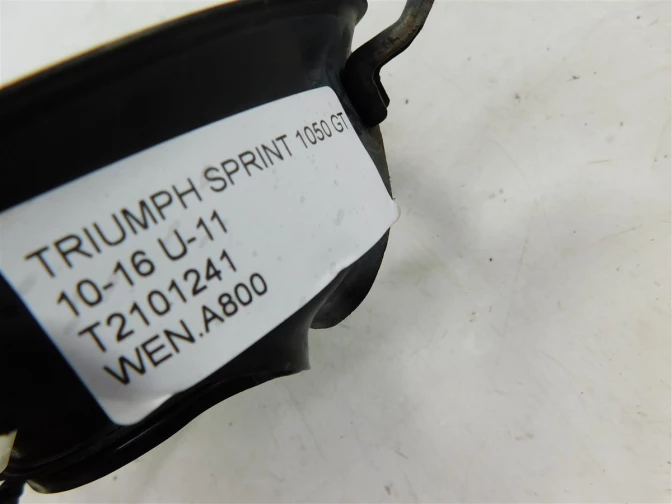 TRIUMPH SPRINT 1050 GT
10-16 U-11
T2101241
WEN.A800